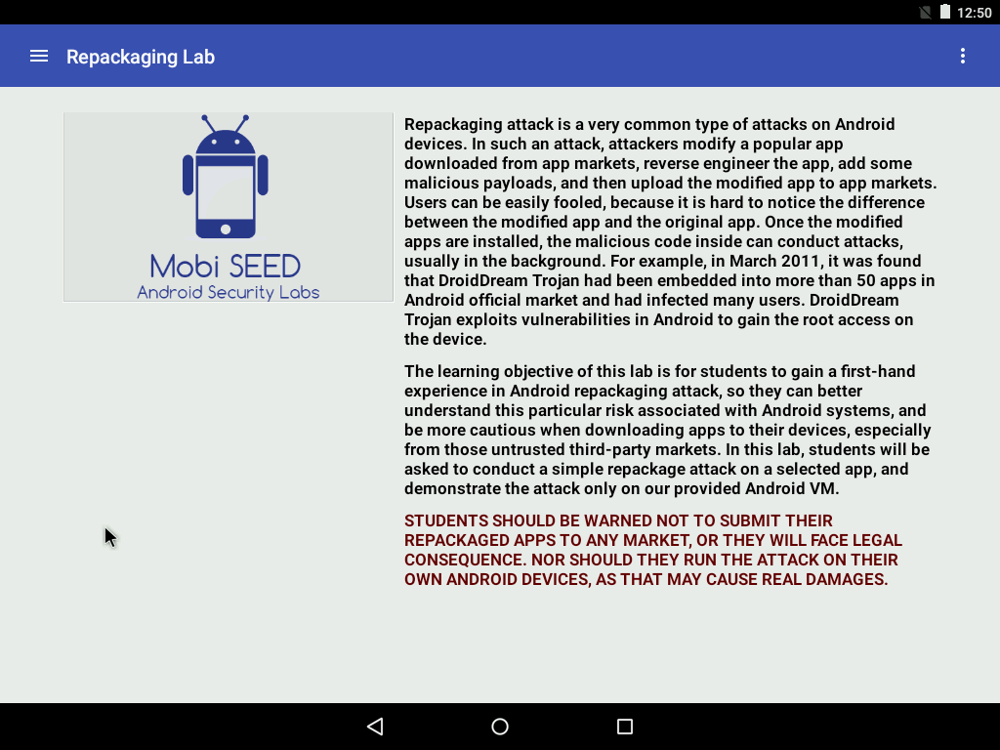 12:50
Repackaging Lab
Mobi SEED
Android Security Labs
Repackaging attack is a very common type of attacks on Android
devices. In such an attack, attackers modify a popular app
downloaded from app markets, reverse engineer the app, add some
malicious payloads, and then upload the modified app to app markets.
Users can be easily fooled, because it is hard to notice the difference
between the modified app and the original app. Once the modified
apps are installed, the malicious code inside can conduct attacks,
usually in the background. For example, in March 2011, it was found
that DroidDream Trojan had been embedded into more than 50 apps in
Android official market and had infected many users. DroidDream
Trojan exploits vulnerabilities in Android to gain the root access on
the device.
The learning objective of this lab is for students to gain a first-hand
experience in Android repackaging attack, so they can better
understand this particular risk associated with Android systems, and
be more cautious when downloading apps to their devices, especially
from those untrusted third-party markets. In this lab, students will be
asked to conduct a simple repackage attack on a selected app, and
demonstrate the attack only on our provided Android VM.
STUDENTS SHOULD BE WARNED NOT TO SUBMIT THEIR
REPACKAGED APPS TO ANY MARKET, OR THEY WILL FACE LEGAL
CONSEQUENCE. NOR SHOULD THEY RUN THE ATTACK ON THEIR
OWN ANDROID DEVICES, AS THAT MAY CAUSE REAL DAMAGES.